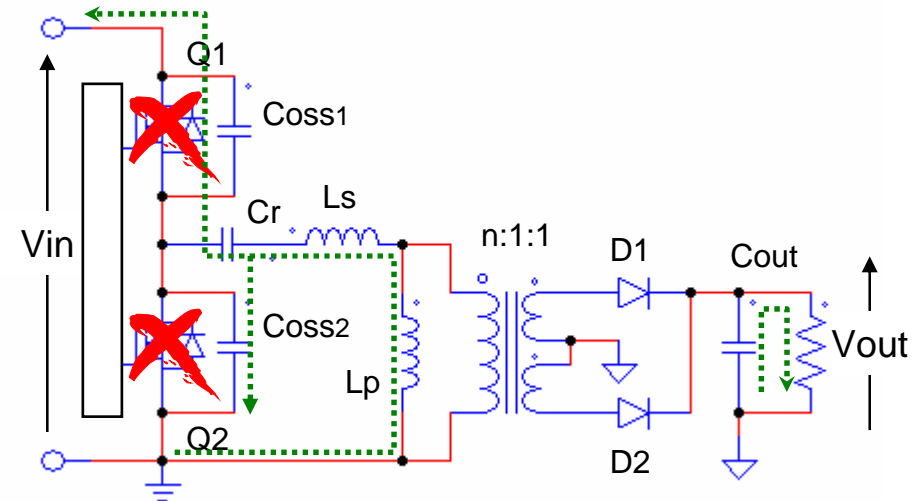 Q1
Coss1
Cr
Ls
n:1:1
D1
Cout
Vin
Coss2
Lp
Vout
Q2
D2